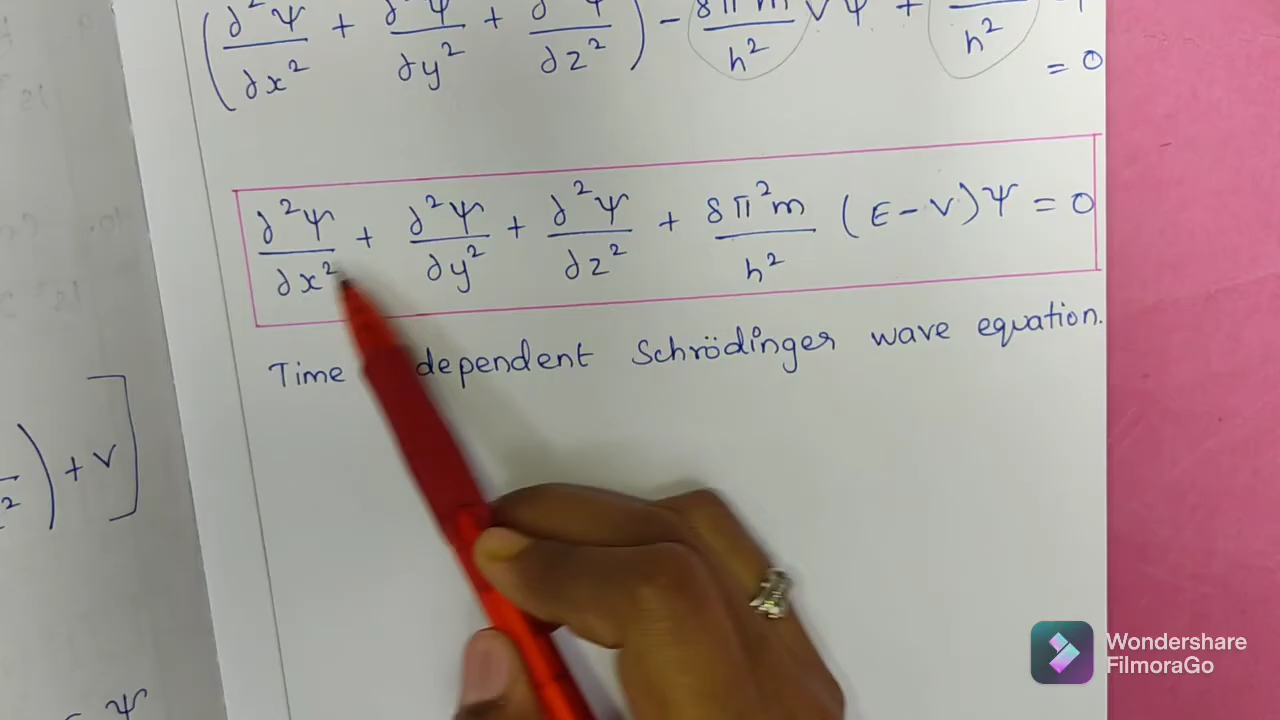 (∂²Ψ/∂x² + ∂²Ψ/∂y² + ∂²Ψ/∂z²) − 8π²m/h² VΨ + /h²
= 0
∂²Ψ/∂x² + ∂²Ψ/∂y² + ∂²Ψ/∂z² + 8π²m/h² (E − V)Ψ = 0
Time dependent Schrödinger wave equation.
) + V ]
Ψ
Wondershare
FilmoraGo